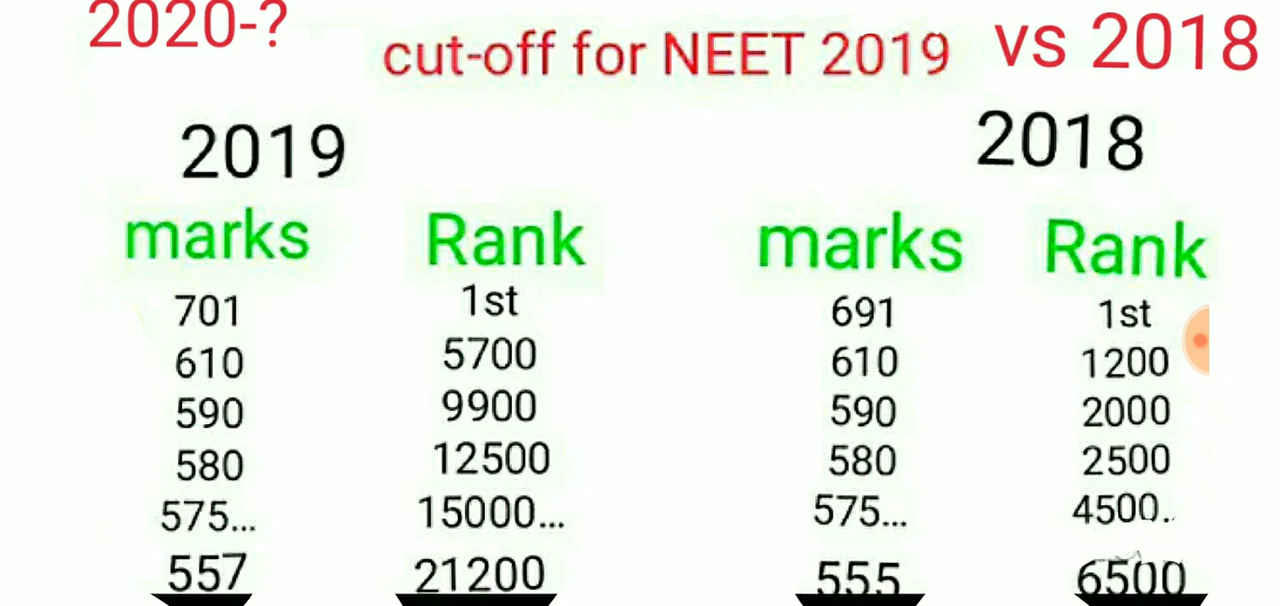 2020-? cut-off for NEET 2019 vs 2018
2019 2018
marks Rank marks Rank
701 1st 691 1st
610 5700 610 1200
590 9900 590 2000
580 12500 580 2500
575... 15000... 575... 4500..
557 21200 555 6500